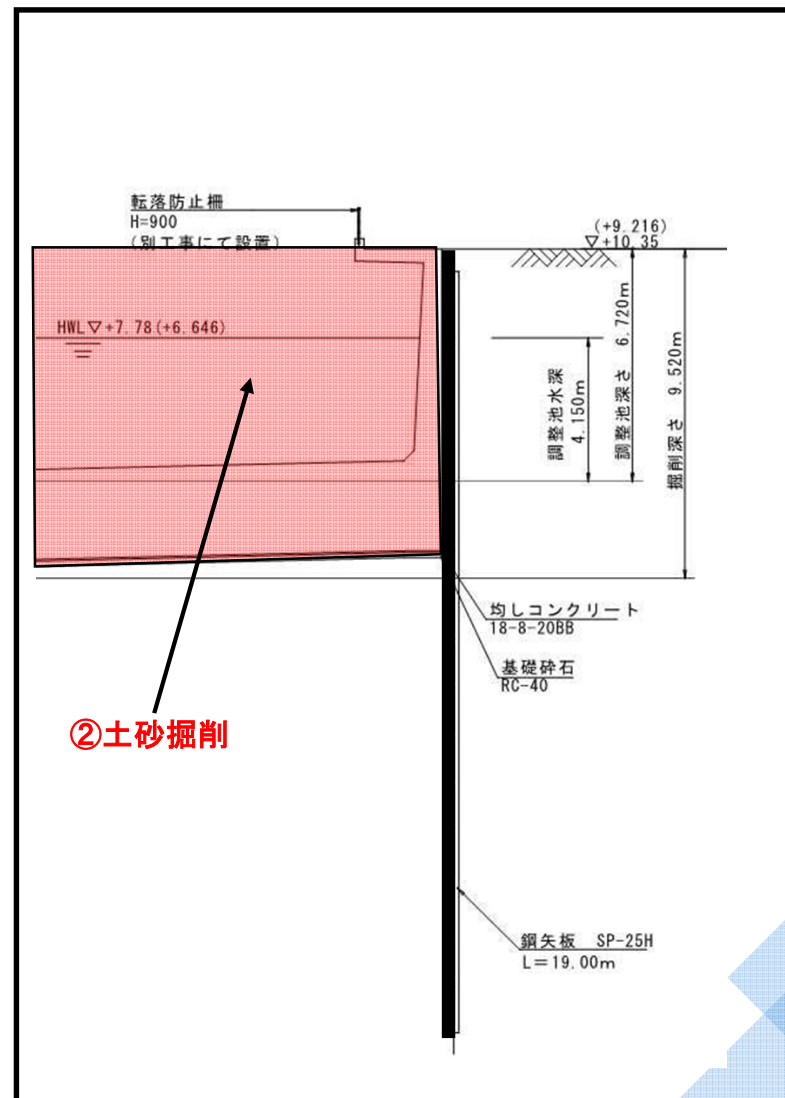 転落防止柵
H=900
(別工事にて設置)
(+9.216)
▽+10.35
HWL▽+7.78(+6.646)
調整池水深
4.150m
調整池深さ 6.720m
掘削深さ 9.520m
均しコンクリート
18-8-20BB
基礎砕石
RC-40
②土砂掘削
鋼矢板 SP-25H
L=19.00m